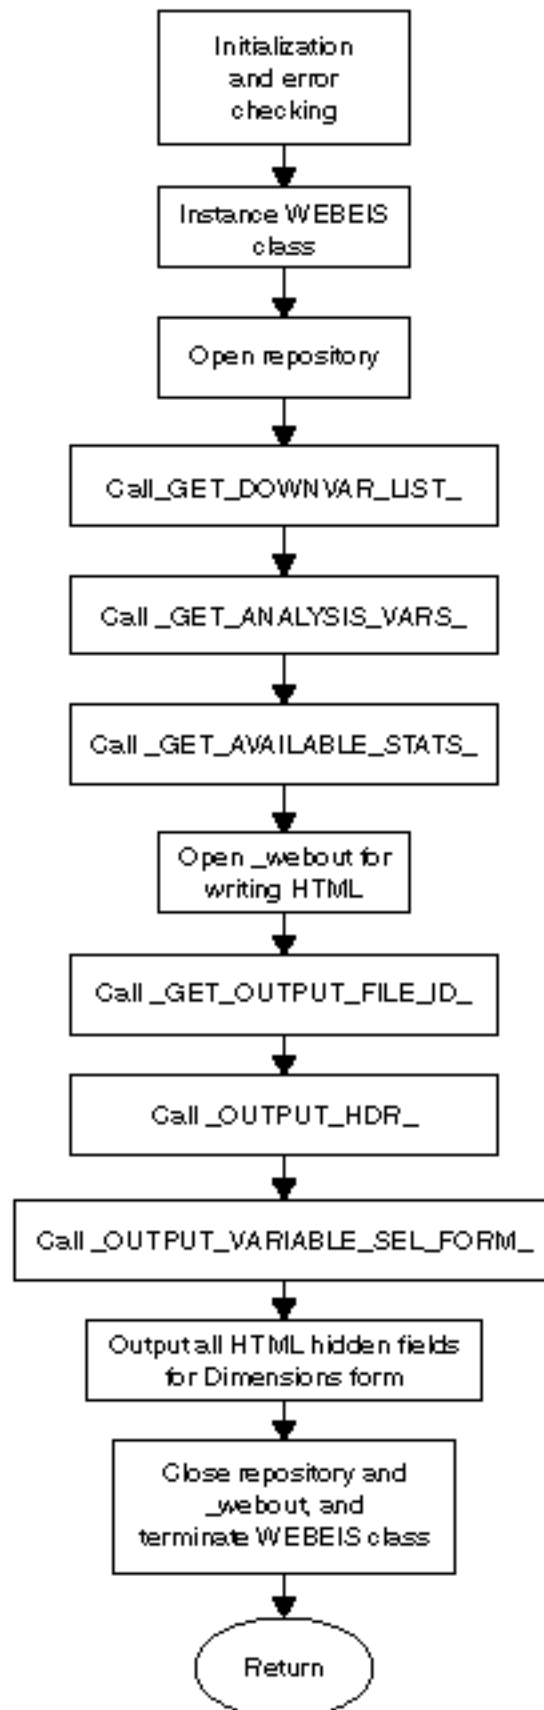 Initialization
and error
checking
Instance WEBEIS
class
Open repository
Call_GET_DOWNVAR_LIST_
Call _GET_ANALYSIS_VARS_
Call _GET_AVAILABLE_STATS_
Open _webout for
writing HTML
Call _GET_OUTPUT_FILE_ID_
Call _OUTPUT_HDR_
Call _OUTPUT_VARIABLE_SEL_FORM_
Output all HTML hidden fields
for Dimensions form
Close repository and
_webout, and
terminate WEBEIS class
Return